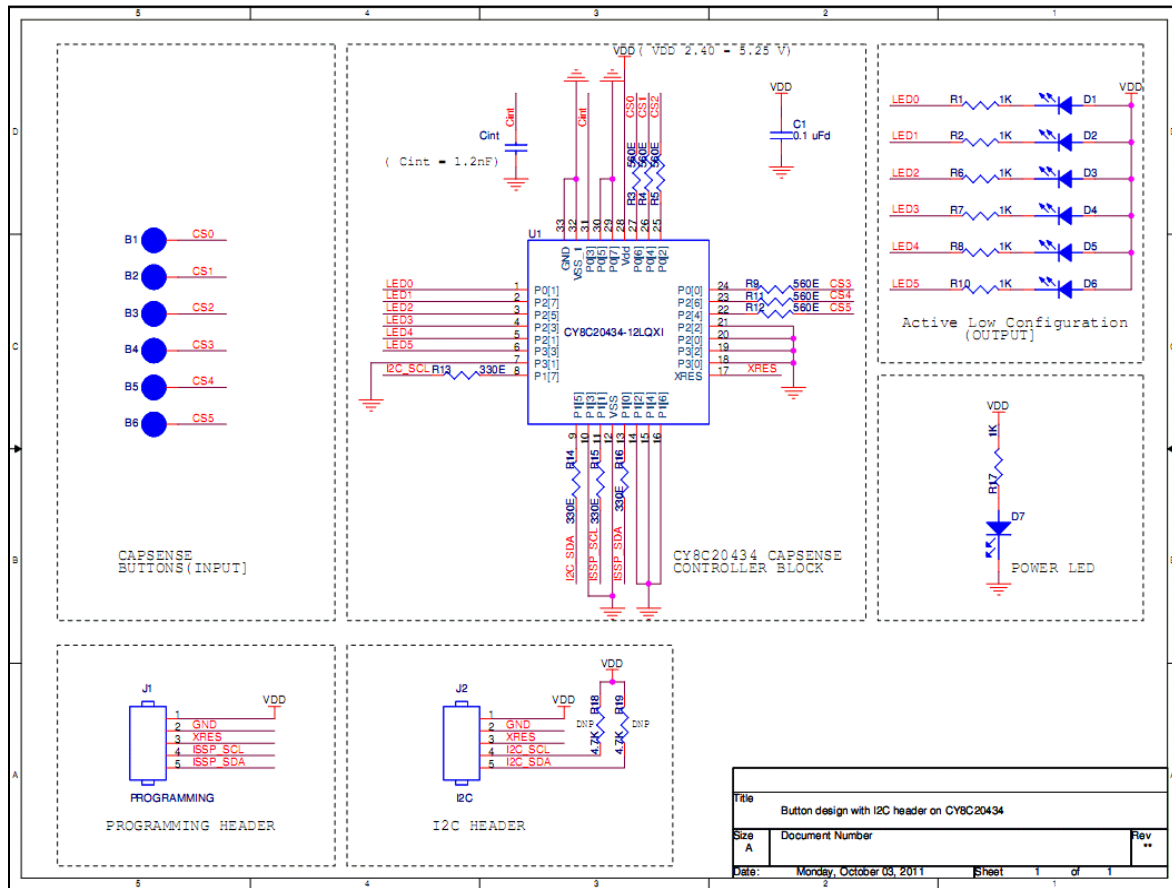 5 4 3 2 1
D
C
B
A
VDD ( VDD 2.40 - 5.25 V)
Cint
Cint
( Cint = 1.2nF)
Cint
CS0
CS1
CS2
560E
560E
560E
R3
R4
R5
VDD
C1
0.1 uFd
33 32 31 30 29 28 27 26 25
U1
GND
VSS_1
P0[3]
P0[5]
P0[7]
Vdd
P0[6]
P0[4]
P0[2]
CY8C20434-12LQXI
LED0 1 P0[1]
LED1 2 P2[7]
LED2 3 P2[5]
LED3 4 P2[3]
LED4 5 P2[1]
LED5 6 P3[3]
7 P3[1]
I2C_SCL R13 330E 8 P1[7]
P0[0] 24 R9 560E CS3
P2[6] 23 R11 560E CS4
P2[4] 22 R12 560E CS5
P2[2] 21
P2[0] 20
P3[2] 19
P3[0] 18
XRES 17 XRES
P1[5]
P1[3]
P1[1]
VSS
P1[0]
P1[2]
P1[4]
P1[6]
9 10 11 12 13 14 15 16
R14
R15
R16
330E
330E
330E
I2C_SDA
ISSP_SCL
ISSP_SDA
CY8C20434 CAPSENSE
CONTROLLER BLOCK
B1 CS0
B2 CS1
B3 CS2
B4 CS3
B5 CS4
B6 CS5
CAPSENSE
BUTTONS(INPUT]
VDD
LED0 R1 1K D1
LED1 R2 1K D2
LED2 R6 1K D3
LED3 R7 1K D4
LED4 R8 1K D5
LED5 R10 1K D6
Active Low Configuration
(OUTPUT]
VDD
1K
R17
D7
POWER LED
J1
VDD
1
2 GND
3 XRES
4 ISSP_SCL
5 ISSP_SDA
PROGRAMMING
PROGRAMMING HEADER
J2
VDD
1
2 GND
3 XRES
4 I2C_SCL
5 I2C_SDA
I2C
I2C HEADER
VDD
R18
R19
DNP
DNP
4.7K
4.7K
Title
Button design with I2C header on CY8C20434
Size
A
Document Number
Rev
**
Date: Monday, October 03, 2011 Sheet 1 of 1
5 4 3 2 1